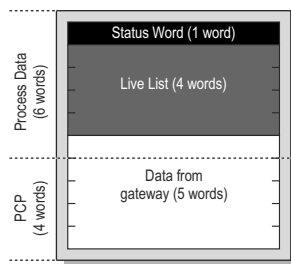 Status Word (1 word)
Process Data
(6 words)
Live List (4 words)
Data from
gateway (5 words)
PCP
(4 words)